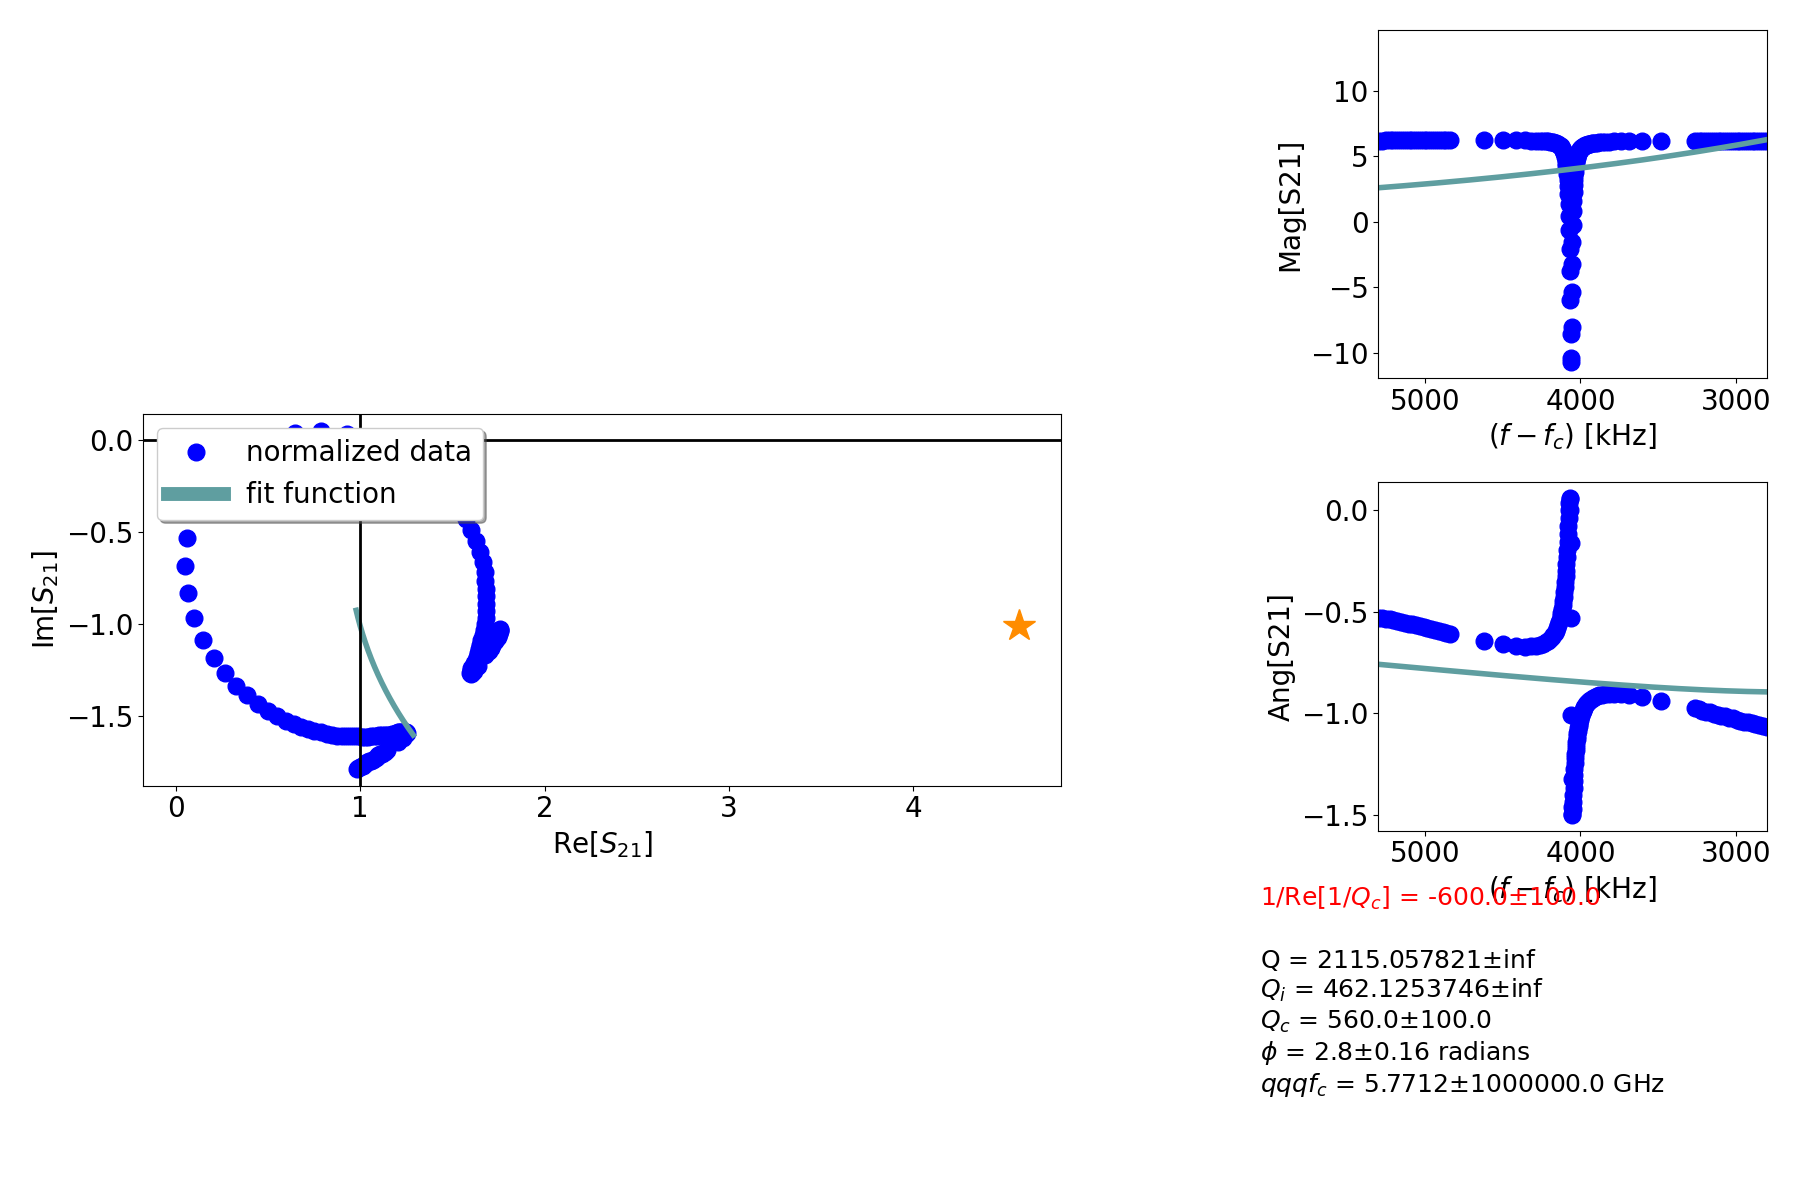 normalized data
fit function
0.0
−0.5
−1.0
−1.5
Im[S21]
0
1
2
3
4
Re[S21]
10
5
0
−5
−10
Mag[S21]
5000
4000
3000
(f − fc) [kHz]
0.0
−0.5
−1.0
−1.5
Ang[S21]
5000
4000
3000
(f − fc) [kHz]
1/Re[1/Qc] = -600.0±100.0
Q = 2115.057821±inf
Qi = 462.1253746±inf
Qc = 560.0±100.0
ϕ = 2.8±0.16 radians
qqqfc = 5.7712±1000000.0 GHz